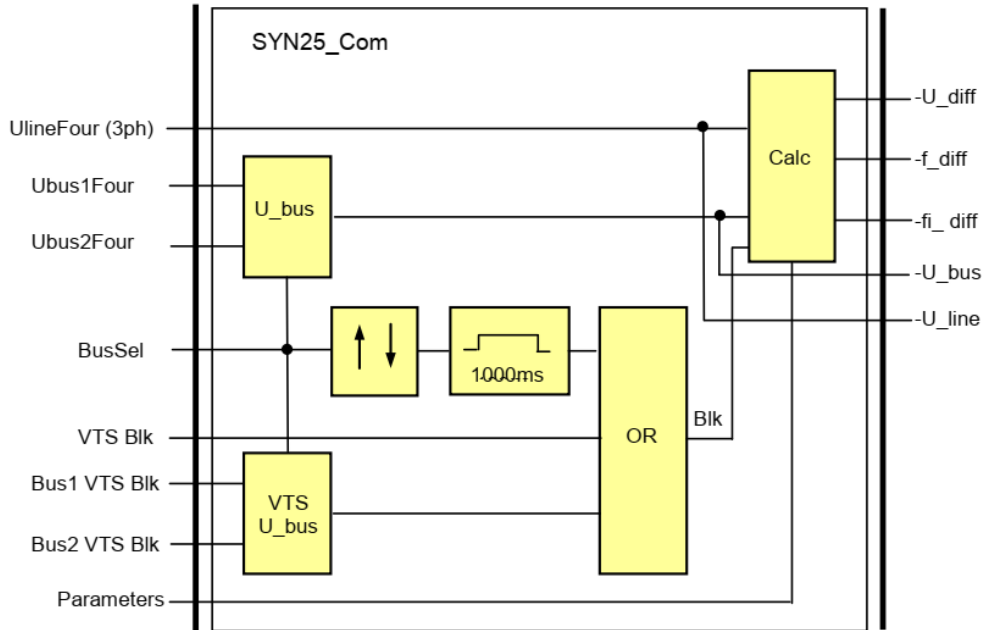 SYN25_Com
UlineFour (3ph)
Ubus1Four
Ubus2Four
BusSel
VTS Blk
Bus1 VTS Blk
Bus2 VTS Blk
Parameters
U_bus
1000ms
VTS
U_bus
OR
Blk
Calc
-U_diff
-f_diff
-fi_ diff
-U_bus
-U_line